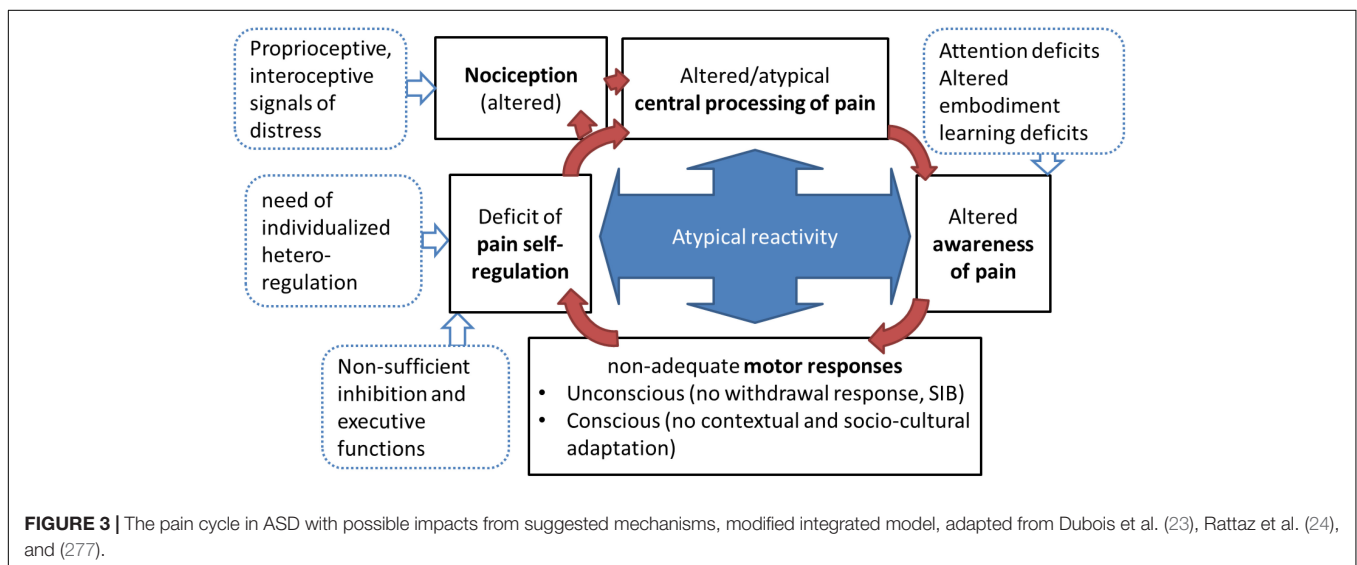 Proprioceptive,
interoceptive
signals of
distress
Nociception
(altered)
Altered/atypical
central processing of pain
Attention deficits
Altered
embodiment
learning deficits
need of
individualized
hetero-
regulation
Deficit of
pain self-
regulation
Atypical reactivity
Altered
awareness
of pain
Non-sufficient
inhibition and
executive
functions
non-adequate motor responses
• Unconscious (no withdrawal response, SIB)
• Conscious (no contextual and socio-cultural
adaptation)
FIGURE 3 | The pain cycle in ASD with possible impacts from suggested mechanisms, modified integrated model, adapted from Dubois et al. (23), Rattaz et al. (24),
and (277).